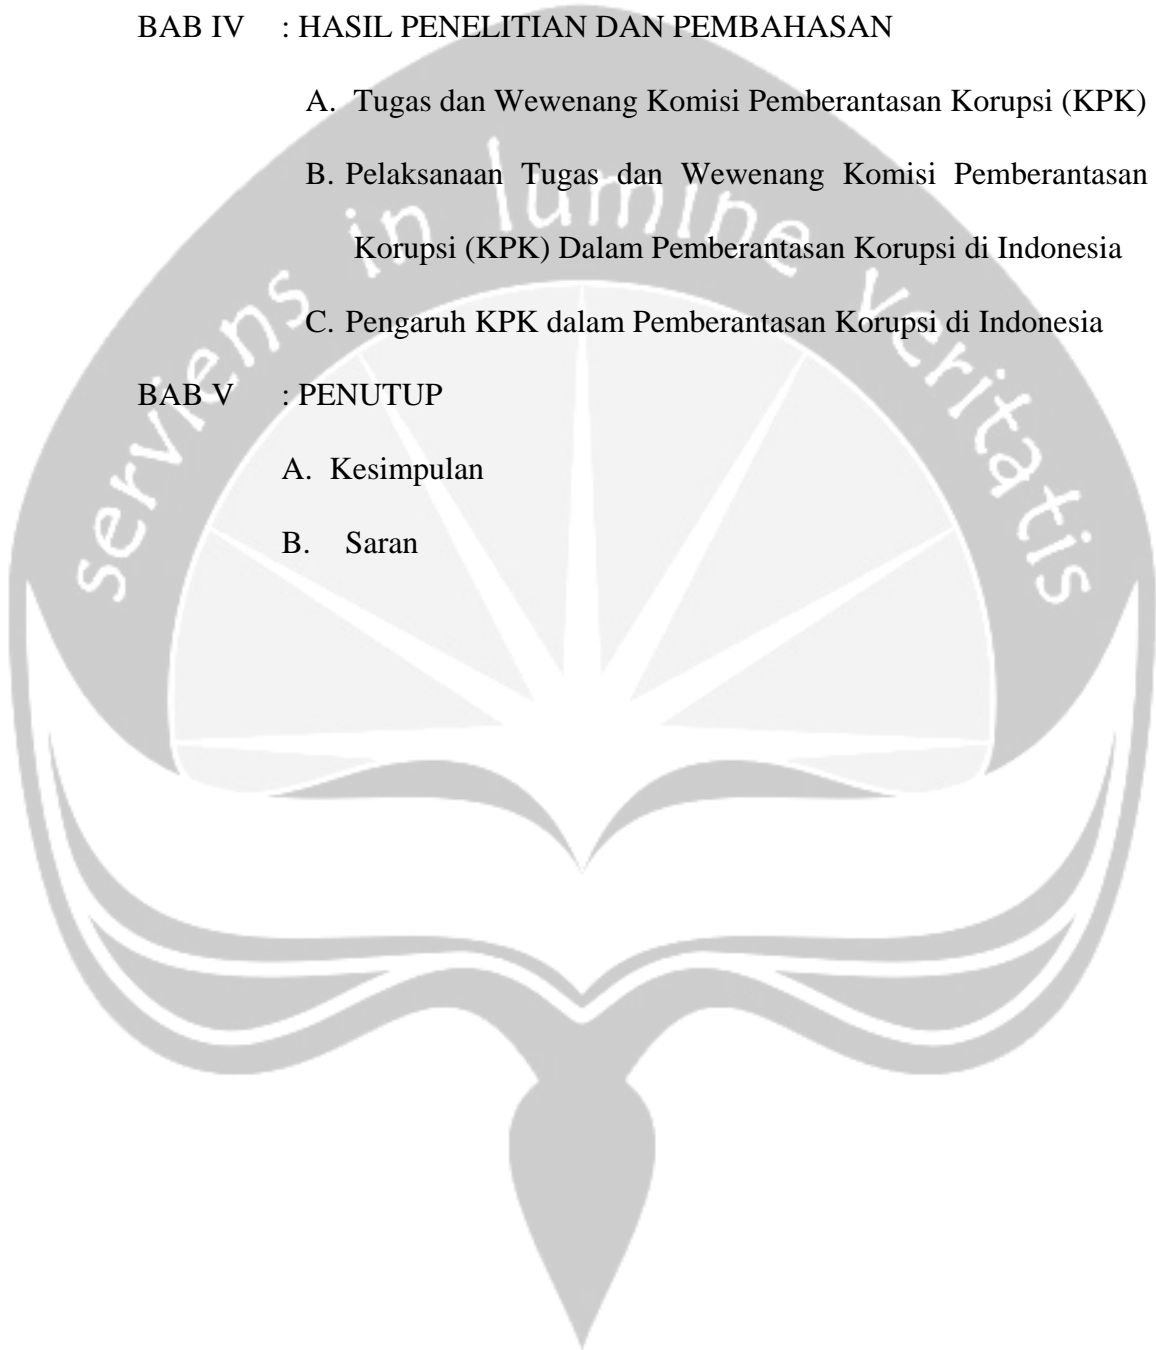 BAB IV : HASIL PENELITIAN DAN PEMBAHASAN
A. Tugas dan Wewenang Komisi Pemberantasan Korupsi (KPK)
B. Pelaksanaan Tugas dan Wewenang Komisi Pemberantasan
Korupsi (KPK) Dalam Pemberantasan Korupsi di Indonesia
C. Pengaruh KPK dalam Pemberantasan Korupsi di Indonesia
BAB V : PENUTUP
A. Kesimpulan
B. Saran
serviens in lumine veritatis